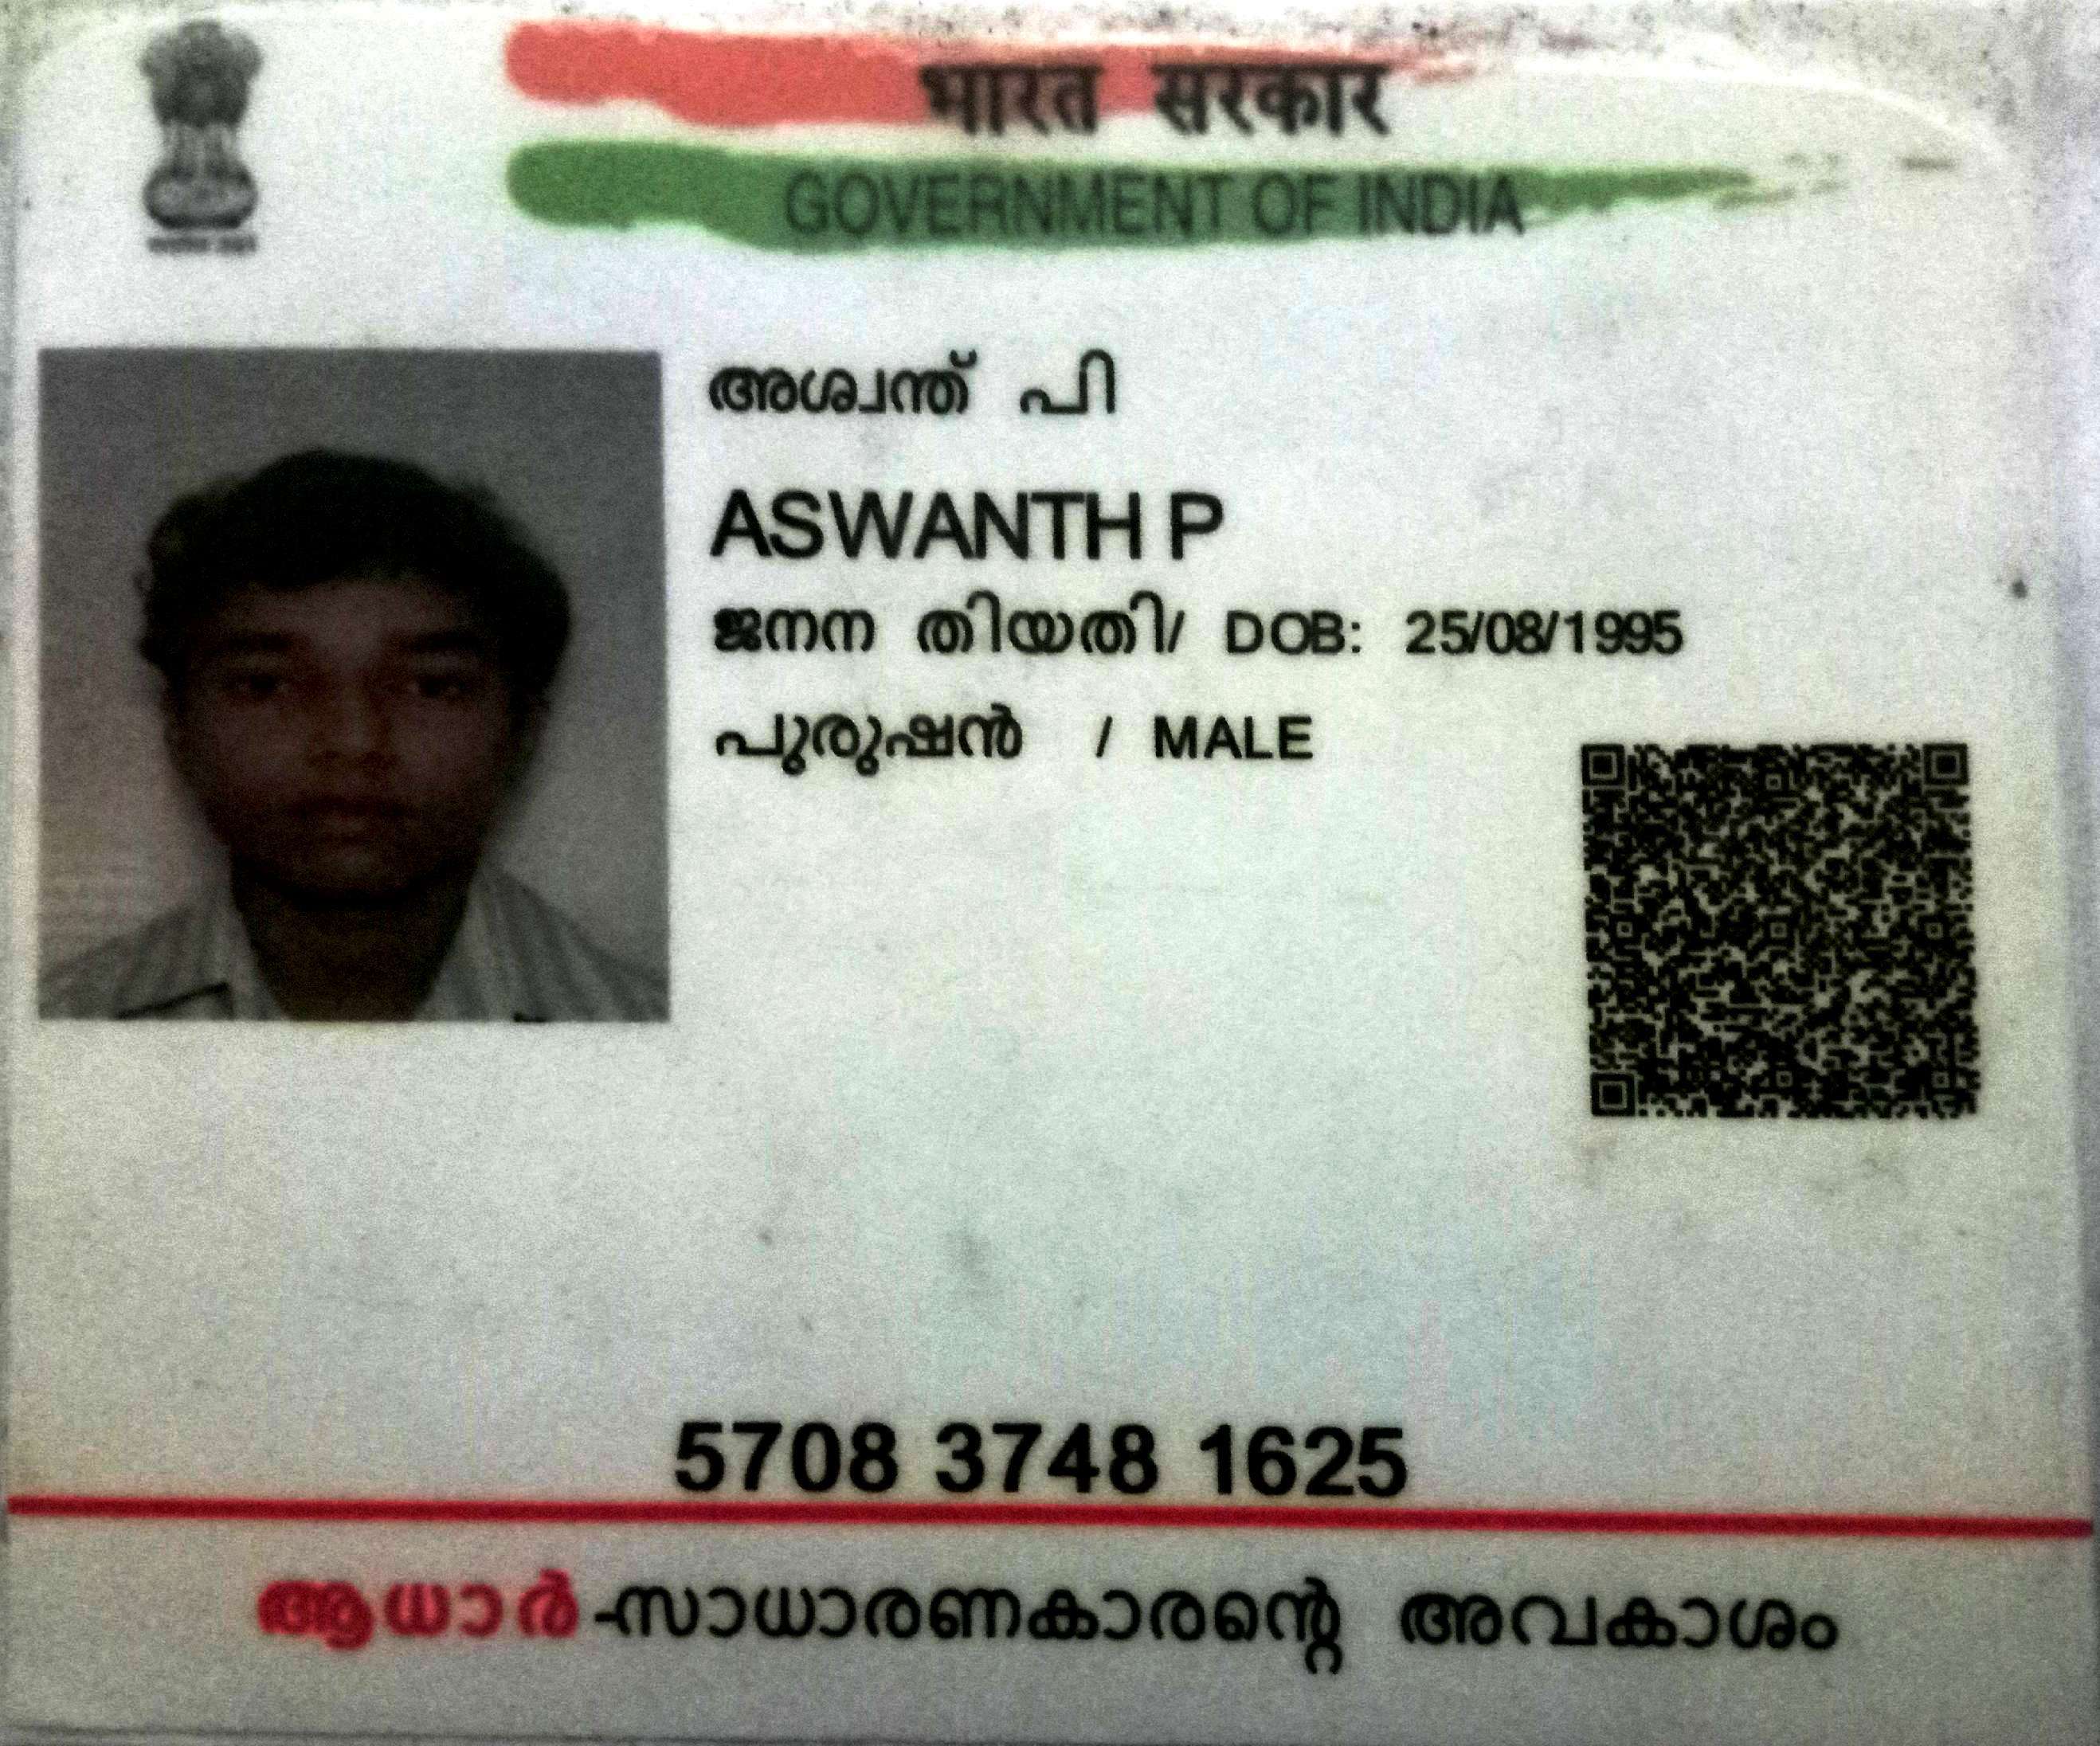 भारत सरकार
GOVERNMENT OF INDIA
അശ്വന്ത് പി
ASWANTH P
ജനന തിയതി/ DOB: 25/08/1995
പുരുഷൻ / MALE
5708 3748 1625
ആധാർ-സാധാരണകാരന്റെ അവകാശം